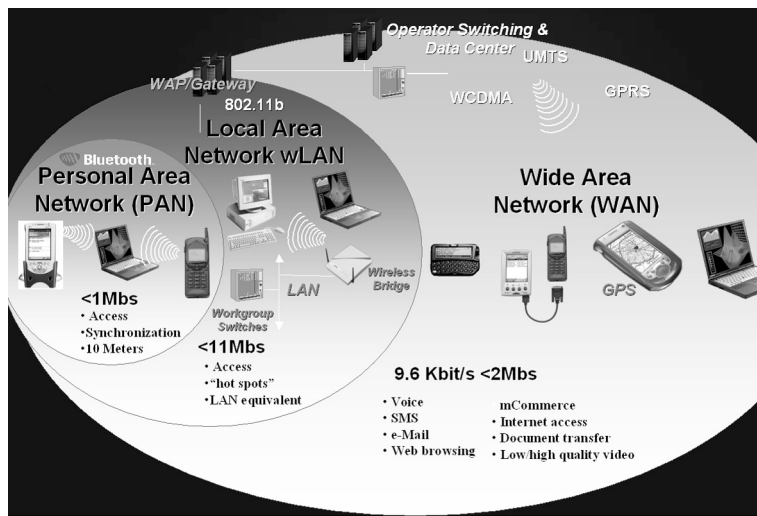 Operator Switching &
Data Center
UMTS
WAP/Gateway
GPRS
WCDMA
802.11b
Local Area
Network wLAN
Bluetooth
Personal Area
Network (PAN)
Wide Area
Network (WAN)
Wireless
Bridge
LAN
GPS
Workgroup
Switches
<1Mbs
• Access
•Synchronization
• 10 Meters
<11Mbs
• Access
• “hot spots”
•LAN equivalent
9.6 Kbit/s <2Mbs
• Voice
• SMS
• e-Mail
• Web browsing
• mCommerce
• Internet access
• Document transfer
• Low/high quality video